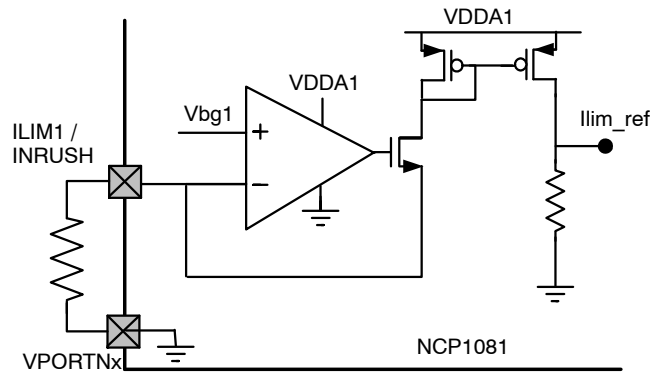 VDDA1
VDDA1
Vbg1
+
−
ILIM1 /
INRUSH
Ilim_ref
VPORTNx
NCP1081